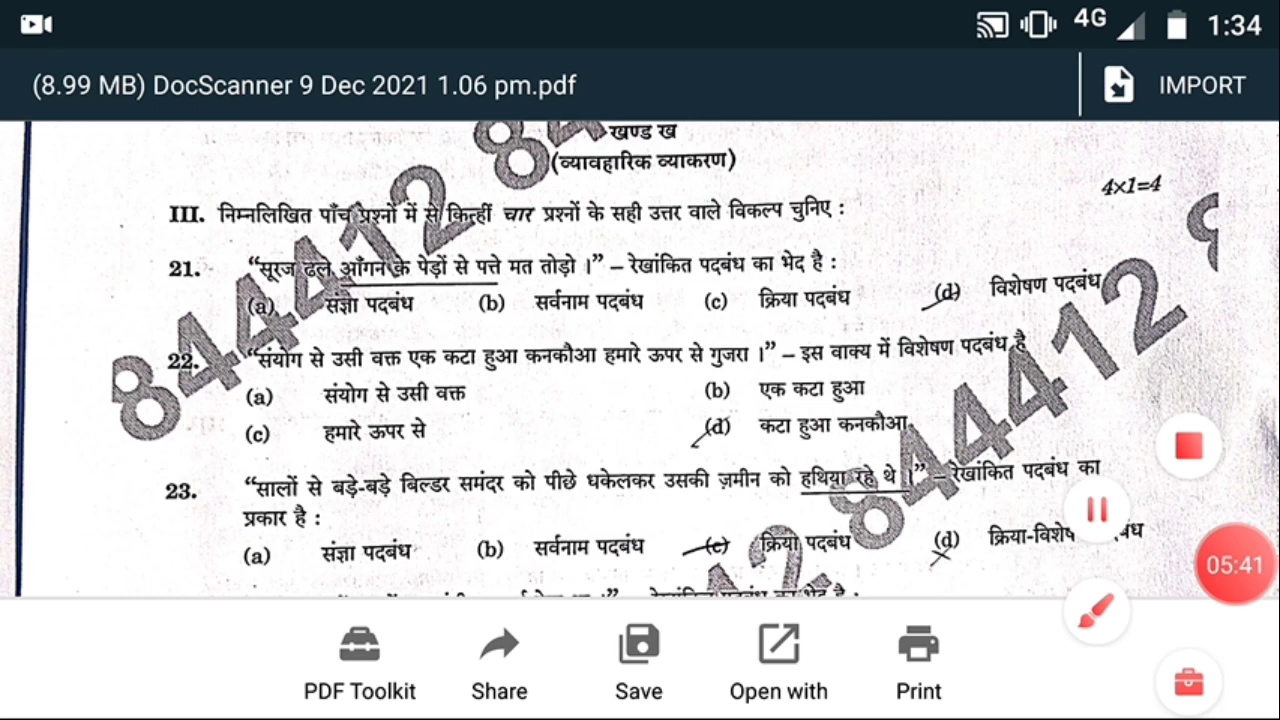 4G 1:34
(8.99 MB) DocScanner 9 Dec 2021 1.06 pm.pdf IMPORT
खण्ड ख
(व्यावहारिक व्याकरण)
4x1=4
III. निम्नलिखित पाँच प्रश्नों में से किन्हीं चार प्रश्नों के सही उत्तर वाले विकल्प चुनिए :
21. “सूरज ढले आँगन के पेड़ों से पत्ते मत तोड़ो ।” – रेखांकित पदबंध का भेद है :
(a) संज्ञा पदबंध (b) सर्वनाम पदबंध (c) क्रिया पदबंध (d) विशेषण पदबंध
22. “संयोग से उसी वक्त एक कटा हुआ कनकौआ हमारे ऊपर से गुजरा ।” – इस वाक्य में विशेषण पदबंध है
(a) संयोग से उसी वक्त (b) एक कटा हुआ
(c) हमारे ऊपर से (d) कटा हुआ कनकौआ
23. “सालों से बड़े-बड़े बिल्डर समंदर को पीछे धकेलकर उसकी ज़मीन को हथिया रहे थे ।” – रेखांकित पदबंध का
प्रकार है :
(a) संज्ञा पदबंध (b) सर्वनाम पदबंध (c) क्रिया पदबंध (d)
84412 84412
05:41
PDF Toolkit Share Save Open with Print